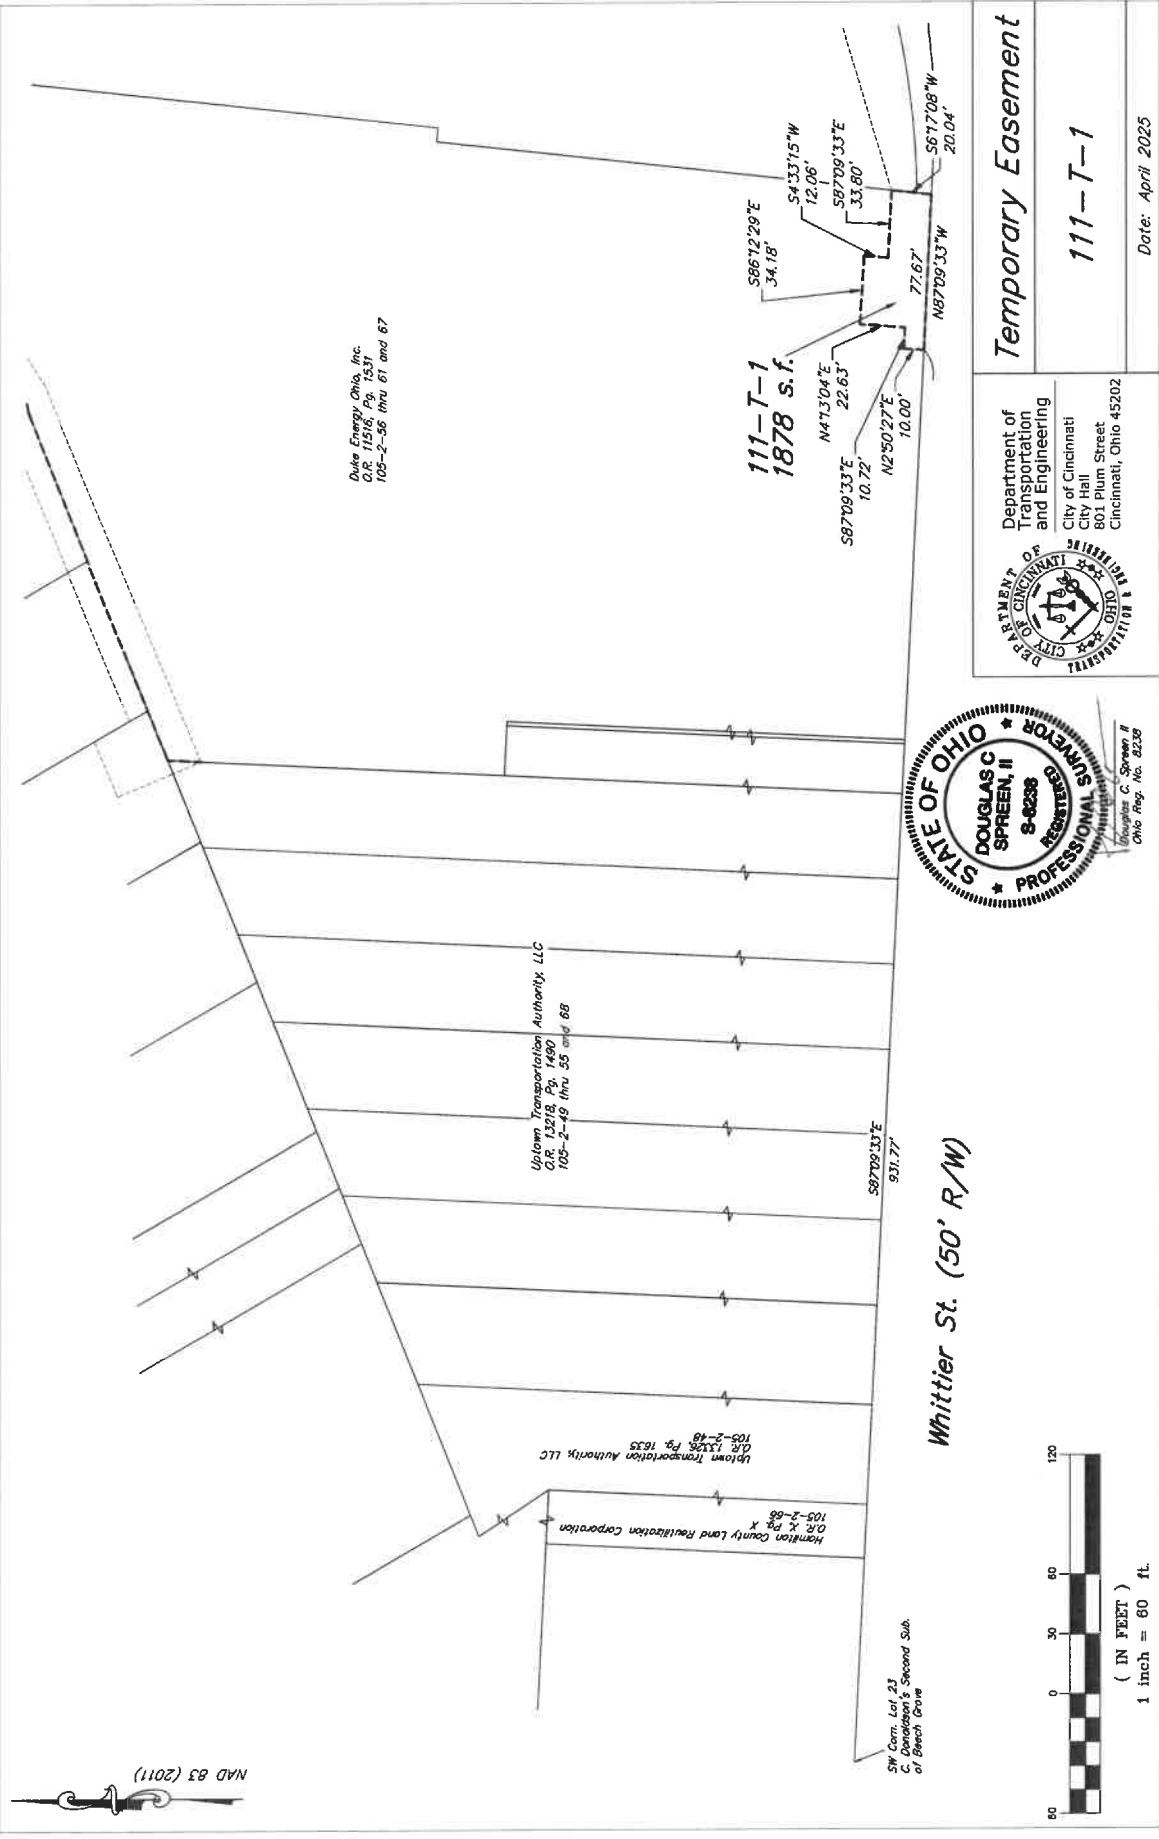 NAD 83 (2011)
Duke Energy Ohio, Inc.
O.R. 11516, Pg. 1531
105-2-56 thru 61 and 67
Uptown Transportation Authority, LLC
O.R. 13218, Pg. 1490
105-2-49 thru 55 and 68
Uptown Transportation Authority, LLC
O.R. 13326, Pg. 1635
105-2-48
Hamilton County Land Reutilization Corporation
O.R. X, Pg. X
105-2-66
SW Corn. Lot 23
C. Donaldson's Second Sub.
of Beech Grove
S87°09'33"E
931.77'
Whittier St. (50' R/W)
111-T-1
1878 s.f.
S87°09'33"E
10.72'
N2°50'27"E
10.00'
N4°13'04"E
22.63'
S86°12'29"E
34.18'
S4°33'15"W
12.06'
S87°09'33"E
33.80'
S6°17'08"W
20.04'
77.67'
N87°09'33"W
60
0
30
60
120
( IN FEET )
1 inch = 60 ft.
STATE OF OHIO
DOUGLAS C
SPREEN, II
S-8238
REGISTERED
PROFESSIONAL SURVEYOR
Douglas C. Spreen II
Ohio Reg. No. 8238
DEPARTMENT OF
TRANSPORTATION & ENGINEERING
CITY OF CINCINNATI
OHIO
Department of
Transportation
and Engineering
City of Cincinnati
City Hall
801 Plum Street
Cincinnati, Ohio 45202
Temporary Easement
111-T-1
Date: April 2025